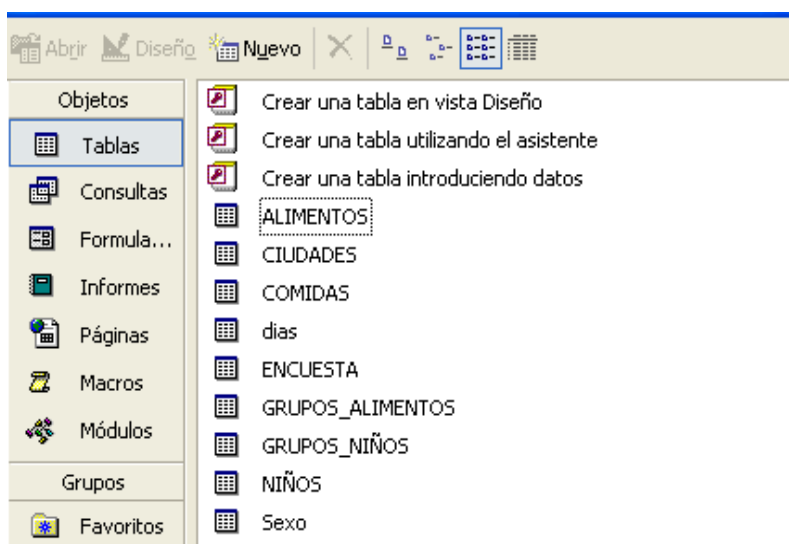 Abrir Diseño Nuevo
Objetos
Tablas
Consultas
Formula...
Informes
Páginas
Macros
Módulos
Grupos
Favoritos
Crear una tabla en vista Diseño
Crear una tabla utilizando el asistente
Crear una tabla introduciendo datos
ALIMENTOS
CIUDADES
COMIDAS
dias
ENCUESTA
GRUPOS_ALIMENTOS
GRUPOS_NIÑOS
NIÑOS
Sexo